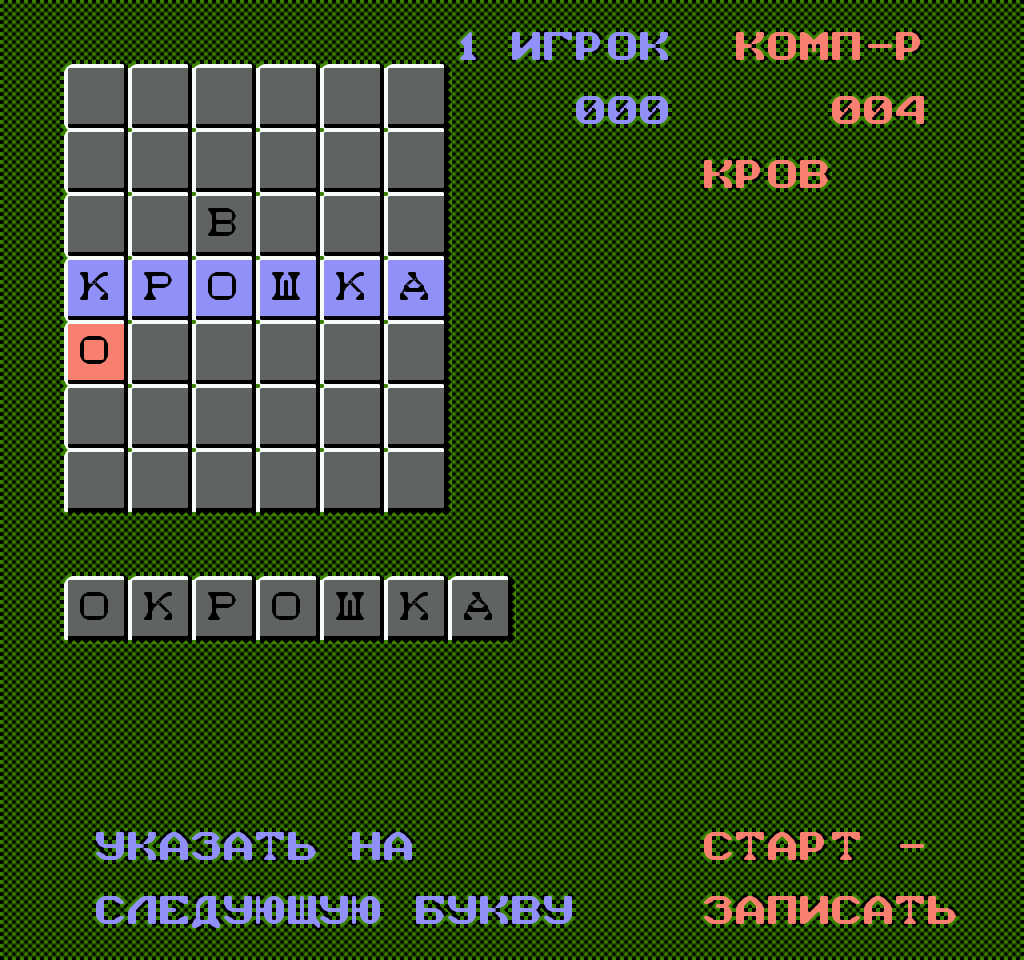 1 ИГРОК КОМП-Р
000 004
КРОВ
В
КРОШКА
О
ОКРОШКА
УКАЗАТЬ НА СТАРТ -
СЛЕДУЮЩУЮ БУКВУ ЗАПИСАТЬ